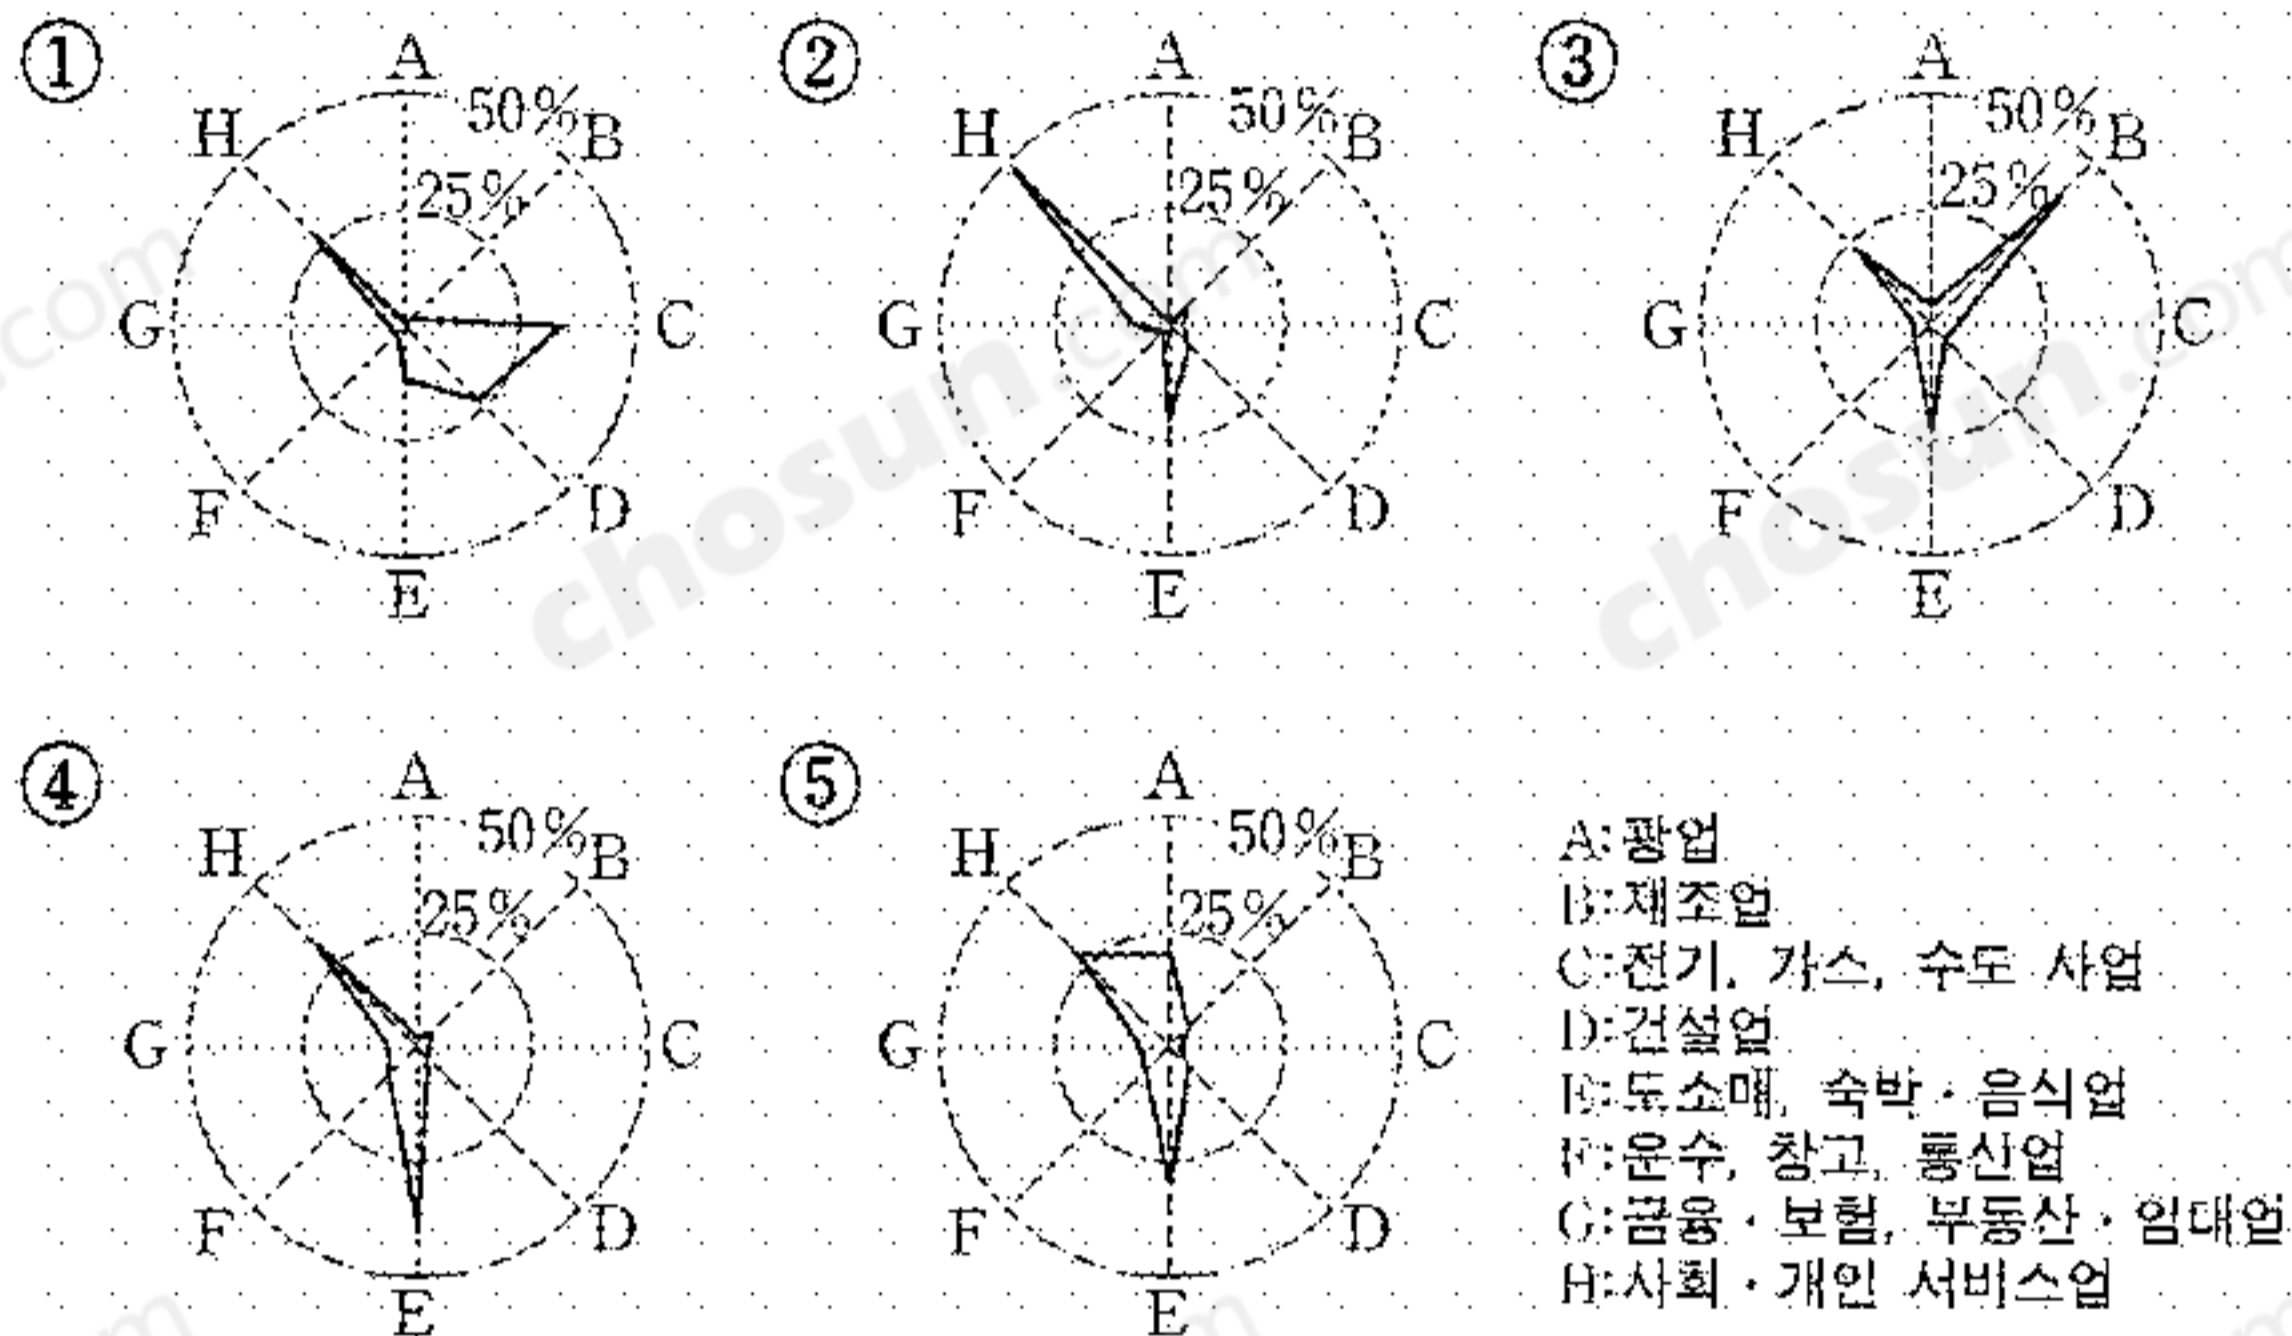 ① ② ③
A
50%
25%
B
C
D
E
F
G
H
A
50%
25%
B
C
D
E
F
G
H
A
50%
25%
B
C
D
E
F
G
H
④ ⑤
A
50%
25%
B
C
D
E
F
G
H
A
50%
25%
B
C
D
E
F
G
H
A:광업
B:제조업
C:전기, 가스, 수도 사업
D:건설업
E:도소매, 숙박·음식업
F:운수, 창고, 통신업
G:금융·보험, 부동산·임대업
H:사회·개인 서비스업
chosun.com
chosun.com